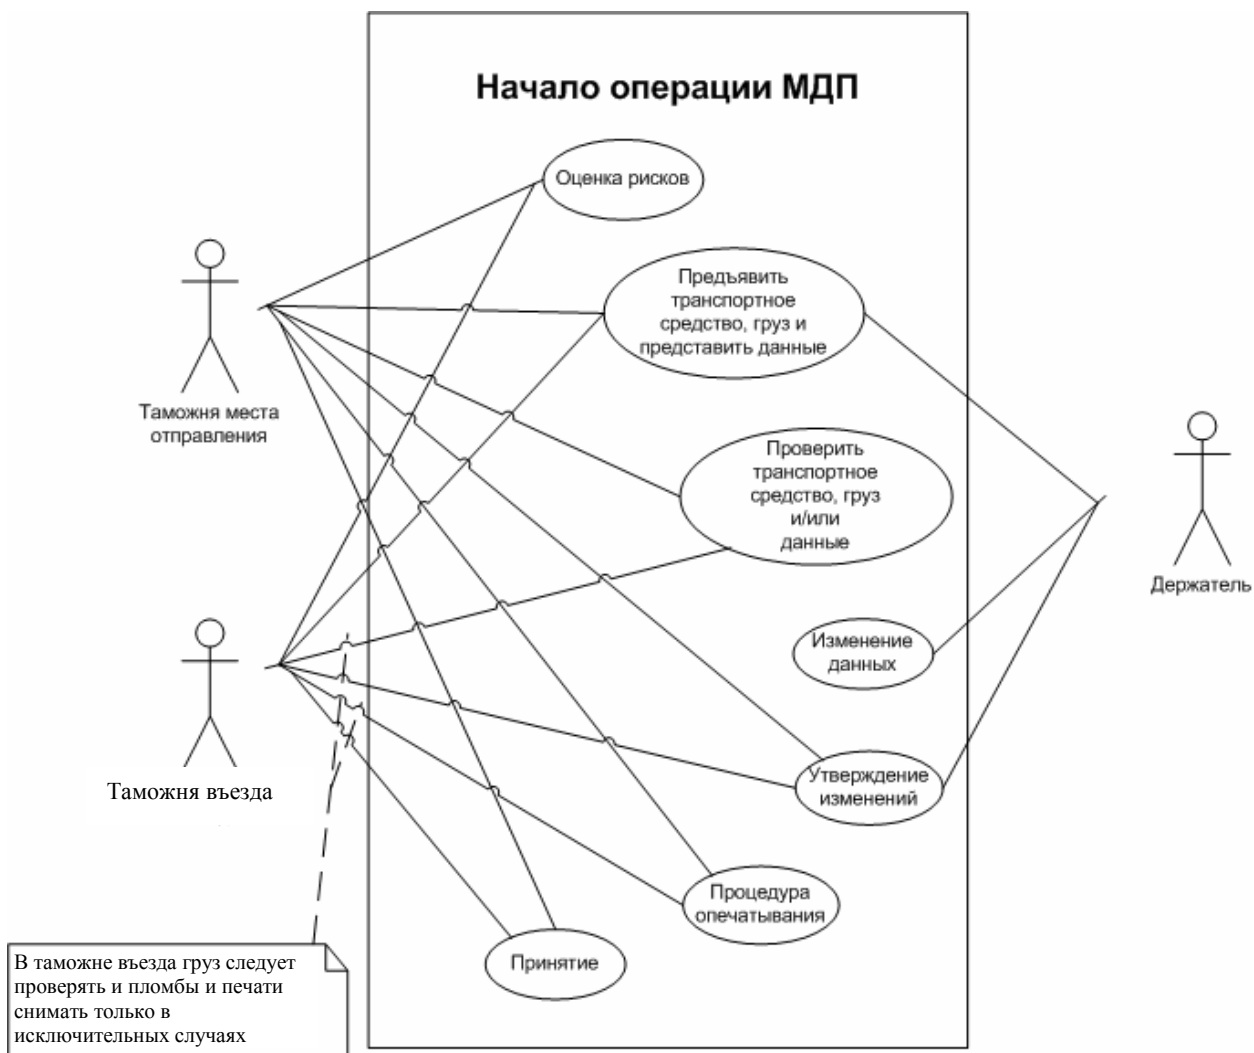 Начало операции МДП
Оценка рисков
Предъявить
транспортное
средство, груз и
представить данные
Таможня места
отправления
Проверить
транспортное
средство, груз
и/или
данные
Держатель
Изменение
данных
Таможня въезда
Утверждение
изменений
Процедура
опечатывания
Принятие
В таможне въезда груз следует
проверять и пломбы и печати
снимать только в
исключительных случаях